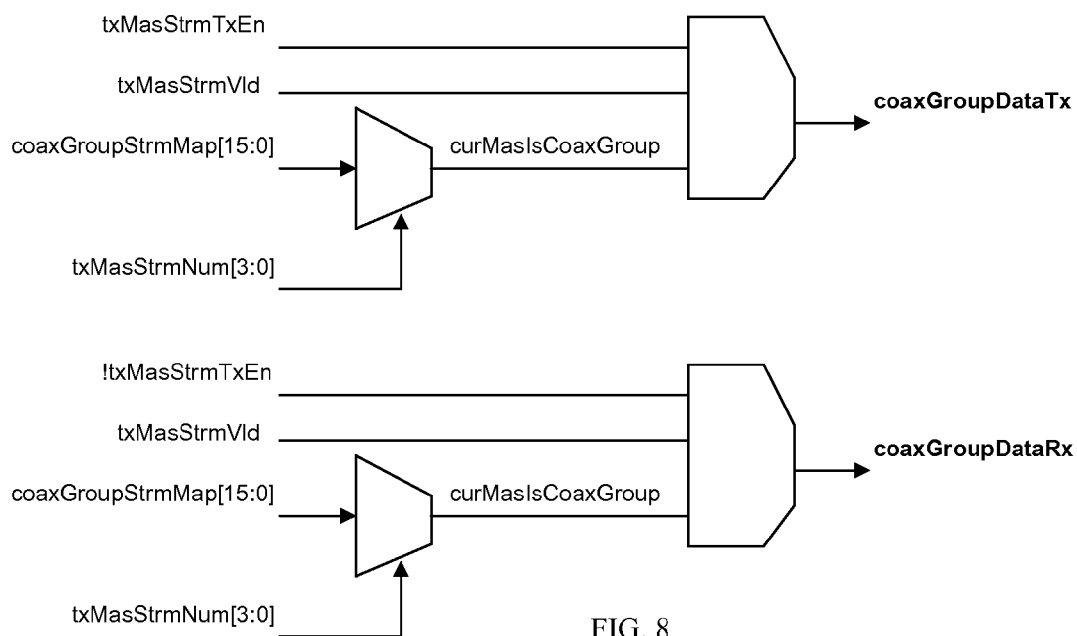 txMasStrmTxEn
txMasStrmVld
coaxGroupDataTx
coaxGroupStrmMap[15:0]
curMasIsCoaxGroup
txMasStrmNum[3:0]
!txMasStrmTxEn
txMasStrmVld
coaxGroupDataRx
coaxGroupStrmMap[15:0]
curMasIsCoaxGroup
txMasStrmNum[3:0]
FIG. 8